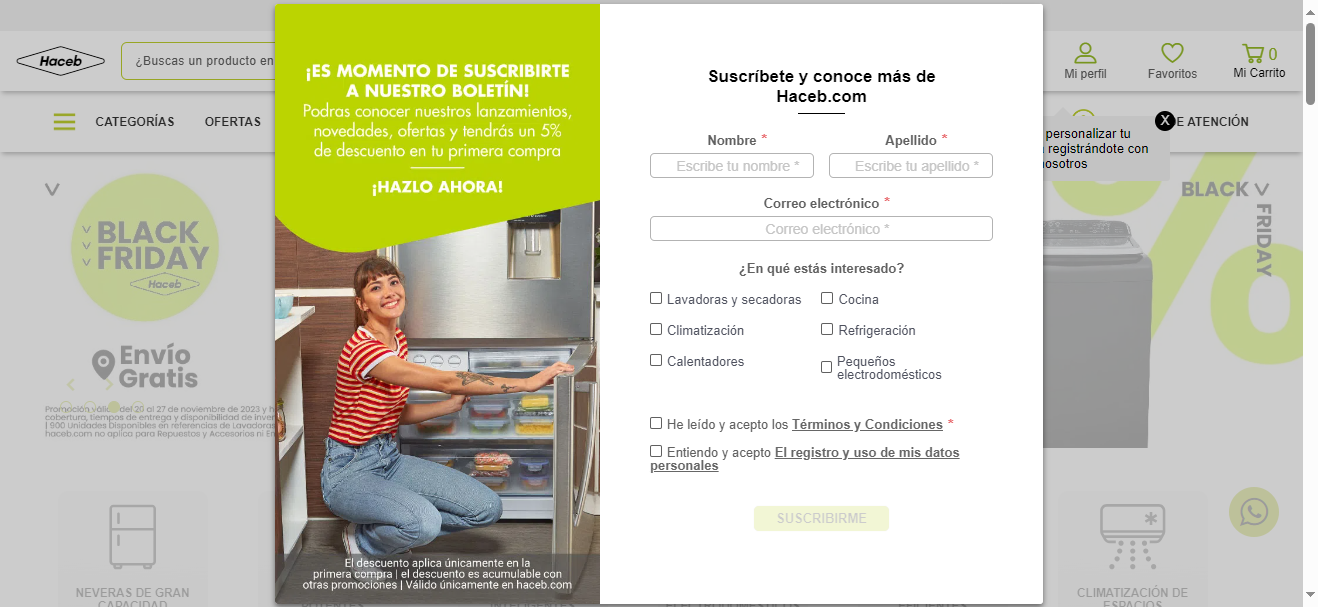 Haceb
¿Buscas un producto en
Mi perfil
Favoritos
0
Mi Carrito
CATEGORÍAS
OFERTAS
E ATENCIÓN
X
personalizar tu
registrándote con
nosotros
BLACK
FRIDAY
Haceb
Envío
Gratis
Promoción válida del 20 al 27 de noviembre de 2023 y h
cobertura, tiempos de entrega y disponibilidad de inven
| 900 Unidades Disponibles en referencias de Lavadoras
haceb.com no aplica para Repuestos y Accesorios ni En
BLACK
FRIDAY
%
¡ES MOMENTO DE SUSCRIBIRTE
A NUESTRO BOLETÍN!
Podras conocer nuestros lanzamientos,
novedades, ofertas y tendrás un 5%
de descuento en tu primera compra
¡HAZLO AHORA!
El descuento aplica únicamente en la
primera compra | el descuento es acumulable con
otras promociones | Válido únicamente en haceb.com
Suscríbete y conoce más de
Haceb.com
Nombre * Apellido *
Escribe tu nombre * Escribe tu apellido *
Correo electrónico *
Correo electrónico *
¿En qué estás interesado?
Lavadoras y secadoras Cocina
Climatización Refrigeración
Calentadores Pequeños
electrodomésticos
He leído y acepto los Términos y Condiciones *
Entiendo y acepto El registro y uso de mis datos
personales
SUSCRIBIRME
NEVERAS DE GRAN
CAPACIDAD
CLIMATIZACIÓN DE
ESPACIOS